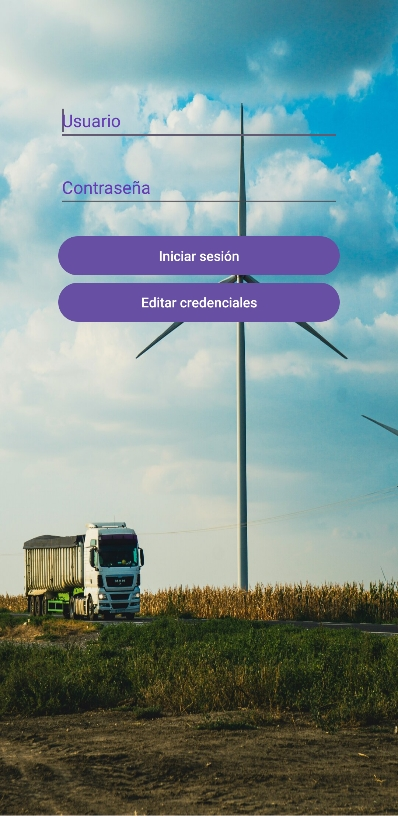 Usuario
Contraseña
Iniciar sesión
Editar credenciales